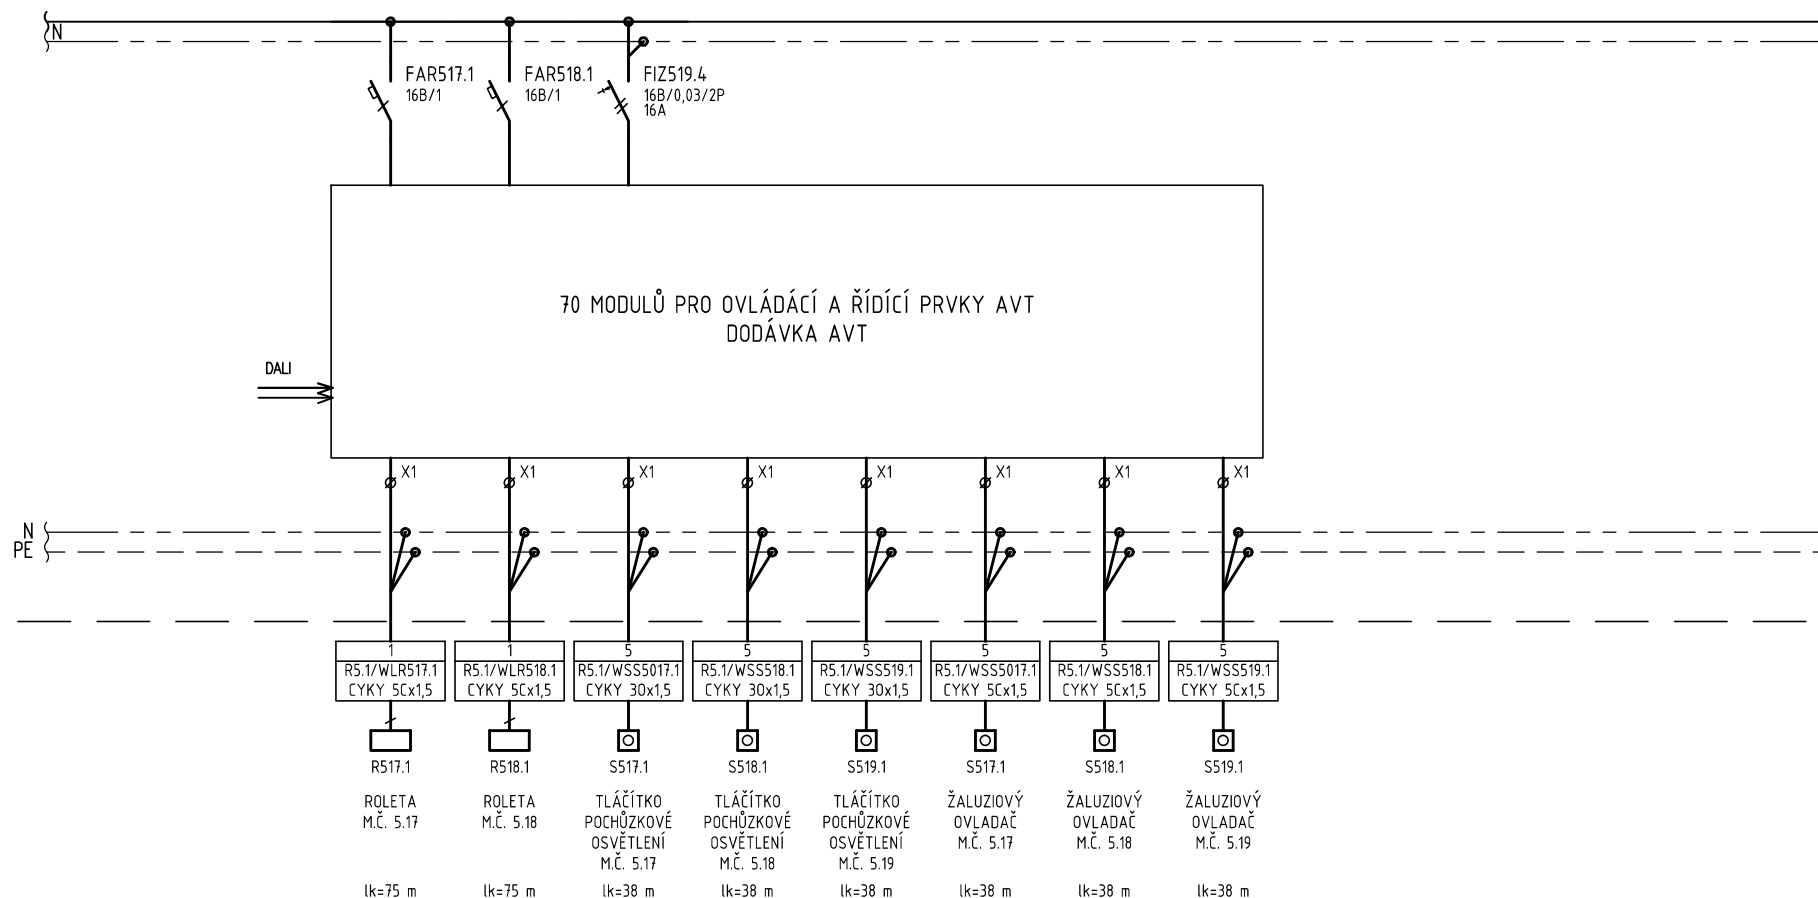 N
FAR517.1
16B/1
FAR518.1
16B/1
FIZ519.4
16B/0,03/2P
16A
70 MODULŮ PRO OVLÁDÁCÍ A ŘÍDÍCÍ PRVKY AVT
DODÁVKA AVT
DALI
X1 X1 X1 X1 X1 X1 X1 X1
N
PE
1 1 5 5 5 5 5 5
R5.1/WLR517.1 R5.1/WLR518.1 R5.1/WSS5017.1 R5.1/WSS518.1 R5.1/WSS519.1 R5.1/WSS5017.1 R5.1/WSS518.1 R5.1/WSS519.1
CYKY 5Cx1,5 CYKY 5Cx1,5 CYKY 3Ox1,5 CYKY 3Ox1,5 CYKY 3Ox1,5 CYKY 5Cx1,5 CYKY 5Cx1,5 CYKY 5Cx1,5
R517.1 R518.1 S517.1 S518.1 S519.1 S517.1 S518.1 S519.1
ROLETA
M.Č. 5.17
ROLETA
M.Č. 5.18
TLÁČÍTKO
POCHŮZKOVÉ
OSVĚTLENÍ
M.Č. 5.17
TLÁČÍTKO
POCHŮZKOVÉ
OSVĚTLENÍ
M.Č. 5.18
TLÁČÍTKO
POCHŮZKOVÉ
OSVĚTLENÍ
M.Č. 5.19
ŽALUZIOVÝ
OVLADAČ
M.Č. 5.17
ŽALUZIOVÝ
OVLADAČ
M.Č. 5.18
ŽALUZIOVÝ
OVLADAČ
M.Č. 5.19
lk=75 m lk=75 m lk=38 m lk=38 m lk=38 m lk=38 m lk=38 m lk=38 m